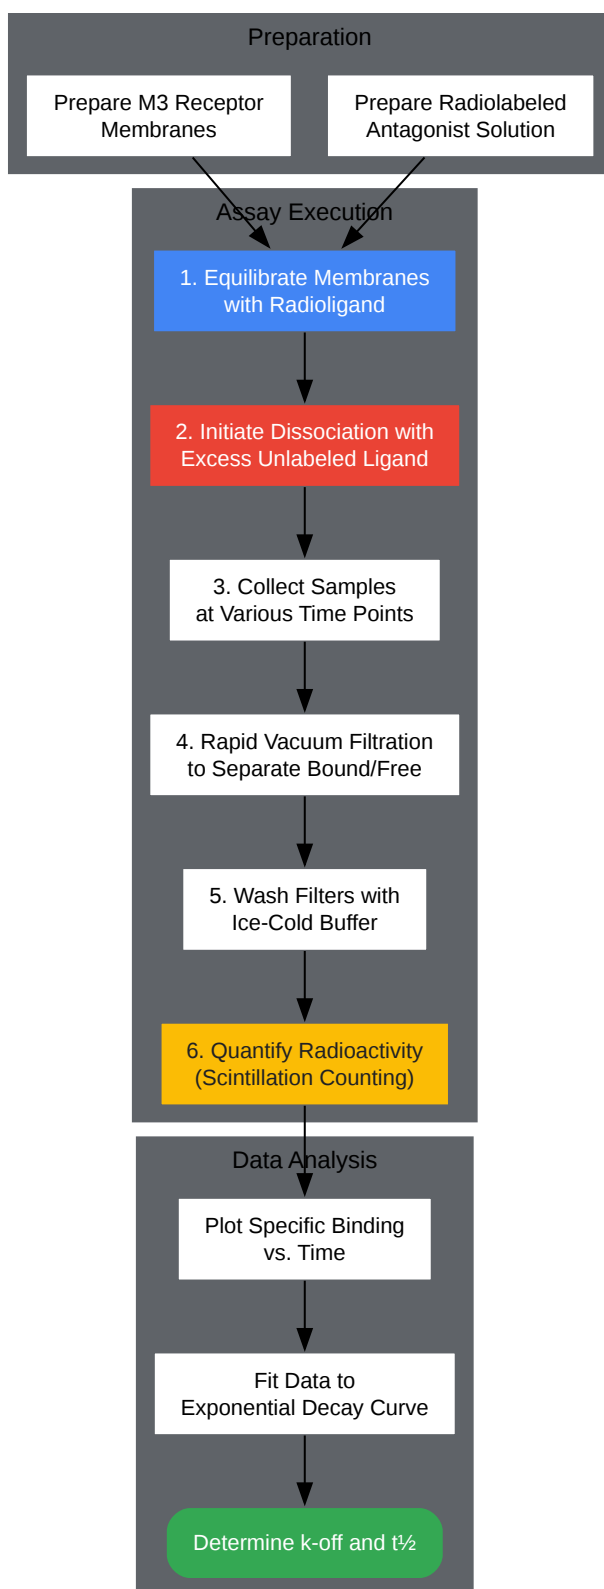 Preparation
Prepare M3 Receptor
Membranes
Prepare Radiolabeled
Antagonist Solution
Assay Execution
1. Equilibrate Membranes
with Radioligand
2. Initiate Dissociation with
Excess Unlabeled Ligand
3. Collect Samples
at Various Time Points
4. Rapid Vacuum Filtration
to Separate Bound/Free
5. Wash Filters with
Ice-Cold Buffer
6. Quantify Radioactivity
(Scintillation Counting)
Data Analysis
Plot Specific Binding
vs. Time
Fit Data to
Exponential Decay Curve
Determine k-off and t½